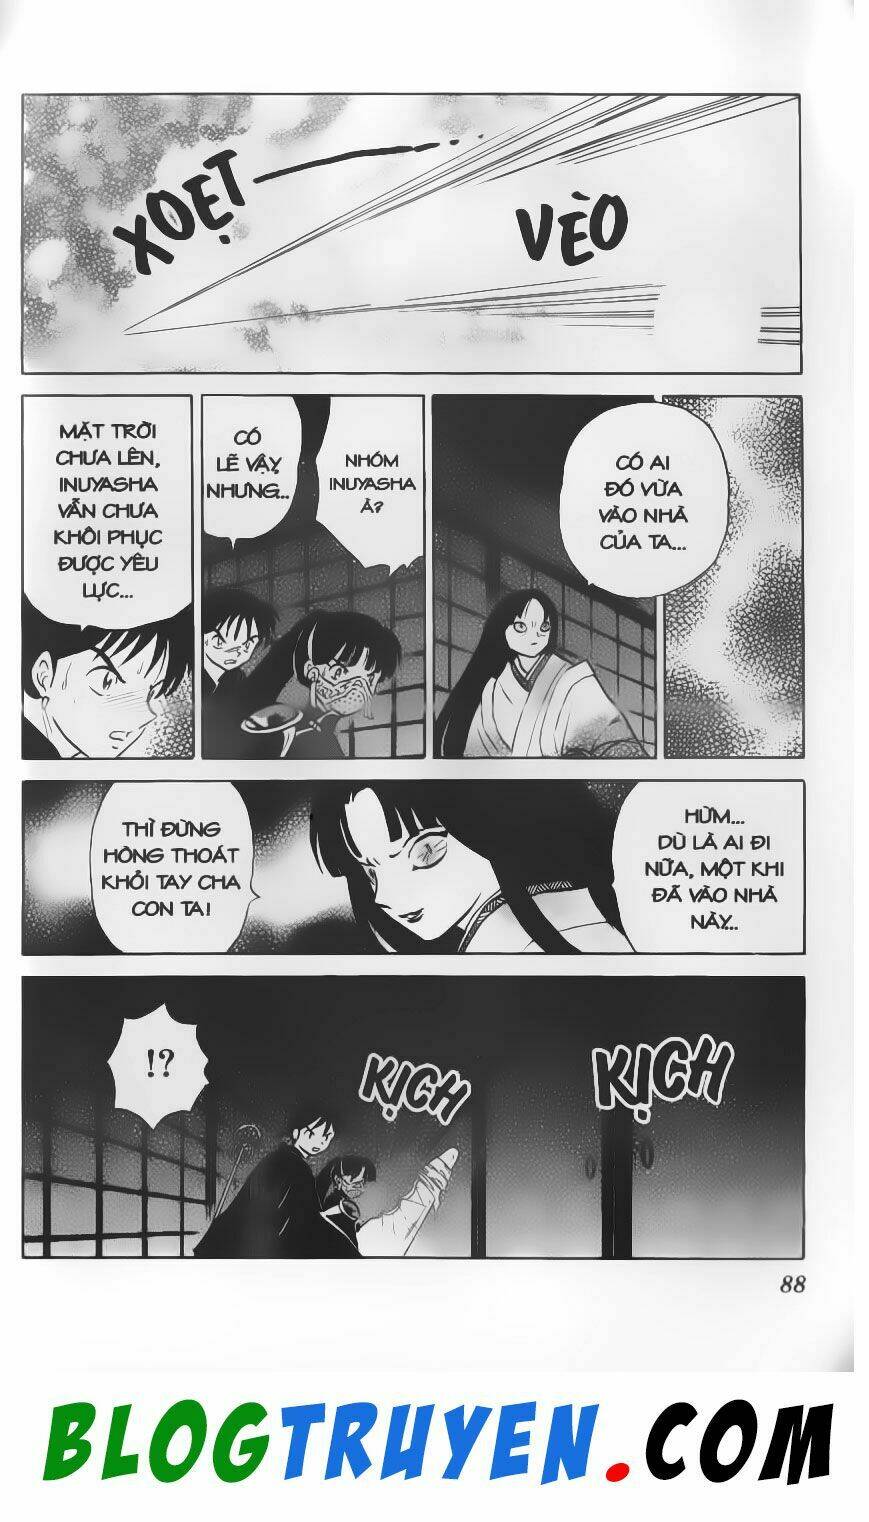 XOẸT
VÈO
CÓ AI
ĐÓ VỪA
VÀO NHÀ
CỦA TA...
NHÓM
INUYASHA
À?
CÓ
LẼ VẬY,
NHƯNG...
MẶT TRỜI
CHƯA LÊN,
INUYASHA
VẪN CHƯA
KHÔI PHỤC
ĐƯỢC YÊU
LỰC...
HỪM...
DÙ LÀ AI ĐI
NỮA, MỘT KHI
ĐÃ VÀO NHÀ
NÀY...
THÌ ĐỪNG
HÒNG THOÁT
KHỎI TAY CHA
CON TA!
KỊCH
KỊCH
!?
88
BLOGTRUYEN.COM